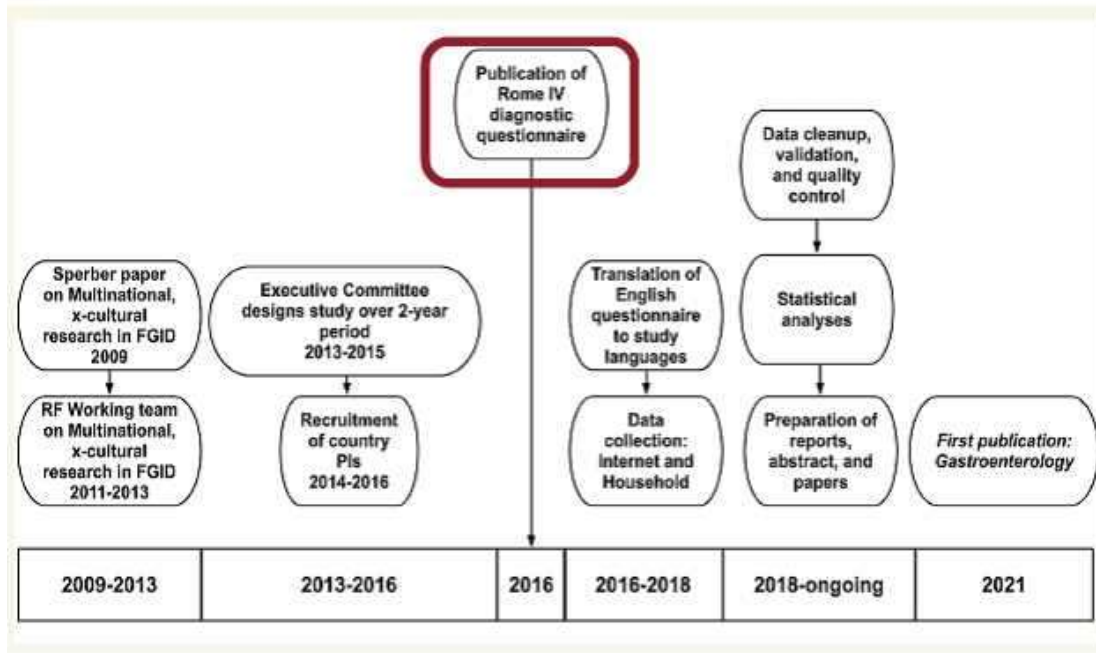 Publication of
Rome IV
diagnostic
questionnaire
Data cleanup,
validation,
and quality
control
Sperber paper
on Multinational,
x-cultural
research in FGID
2009
Executive Committee
designs study over 2-year
period
2013-2015
Translation of
English
questionnaire
to study
languages
Statistical
analyses
RF Working team
on Multinational,
x-cultural
research in FGID
2011-2013
Recruitment
of country
PIs
2014-2016
Data
collection:
Internet and
Household
Preparation of
reports,
abstract, and
papers
First publication:
Gastroenterology
2009-2013
2013-2016
2016
2016-2018
2018-ongoing
2021